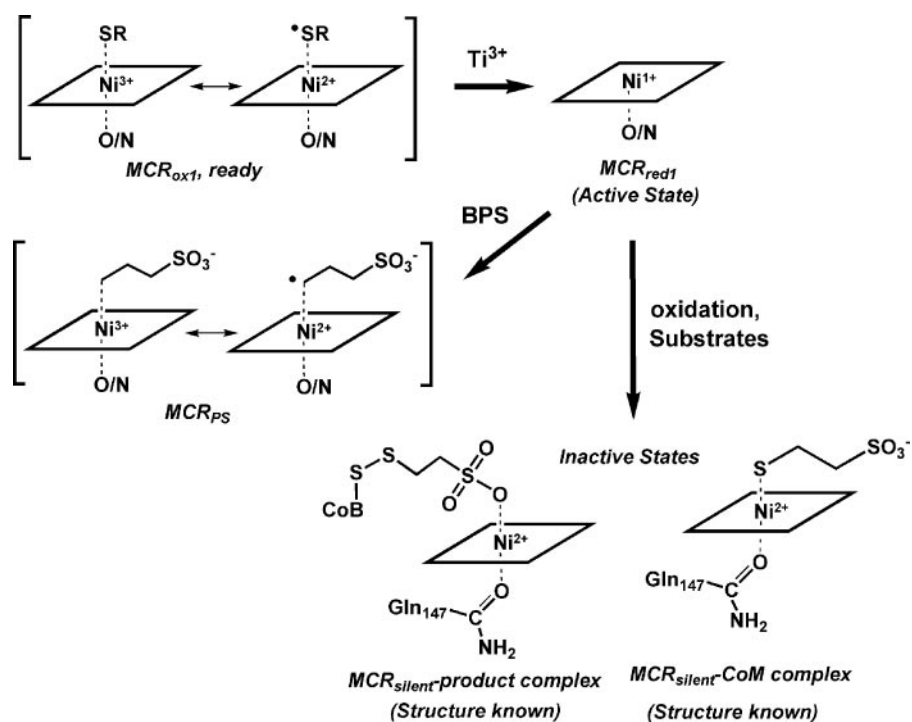 SR
•SR
Ti³⁺
Ni³⁺
Ni²⁺
Ni¹⁺
O/N
O/N
O/N
MCRox1, ready
MCRred1
(Active State)
BPS
SO₃⁻
•
SO₃⁻
Ni³⁺
Ni²⁺
O/N
O/N
MCRPS
oxidation,
Substrates
Inactive States
S
S
S
O
O
O
CoB
Ni²⁺
O
Gln₁₄₇
C
NH₂
MCRsilent-product complex
(Structure known)
SO₃⁻
S
Ni²⁺
O
Gln₁₄₇
C
NH₂
MCRsilent-CoM complex
(Structure known)